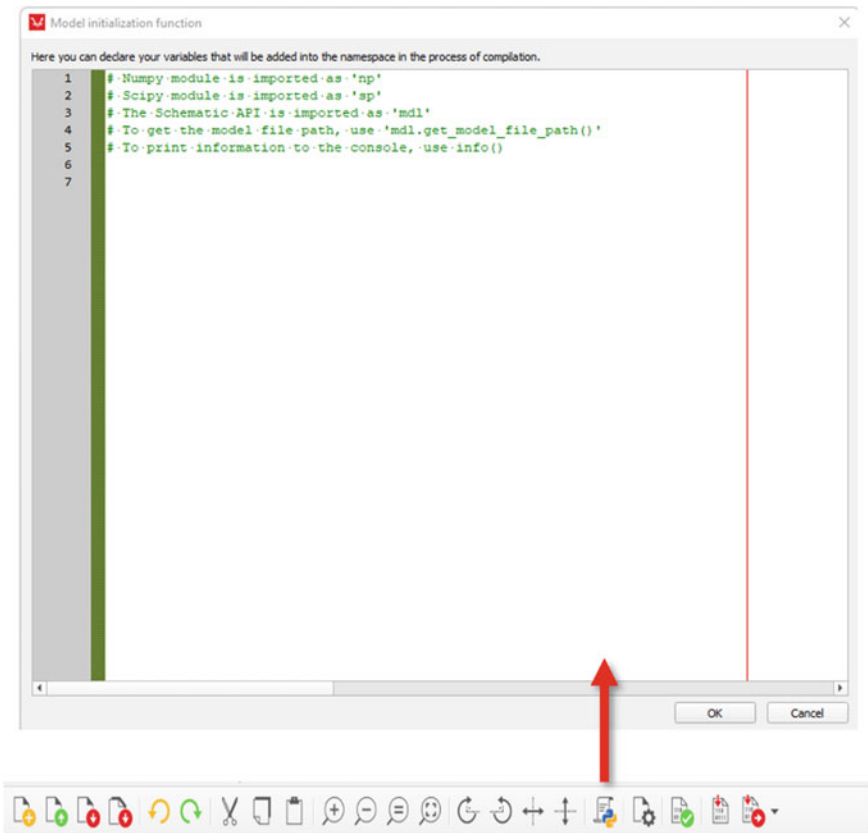 Model initialization function
Here you can declare your variables that will be added into the namespace in the process of compilation.
1 # Numpy module is imported as 'np'
2 # Scipy module is imported as 'sp'
3 # The Schematic API is imported as 'mdl'
4 # To get the model file path, use 'mdl.get_model_file_path()'
5 # To print information to the console, use info()
6
7
OK Cancel